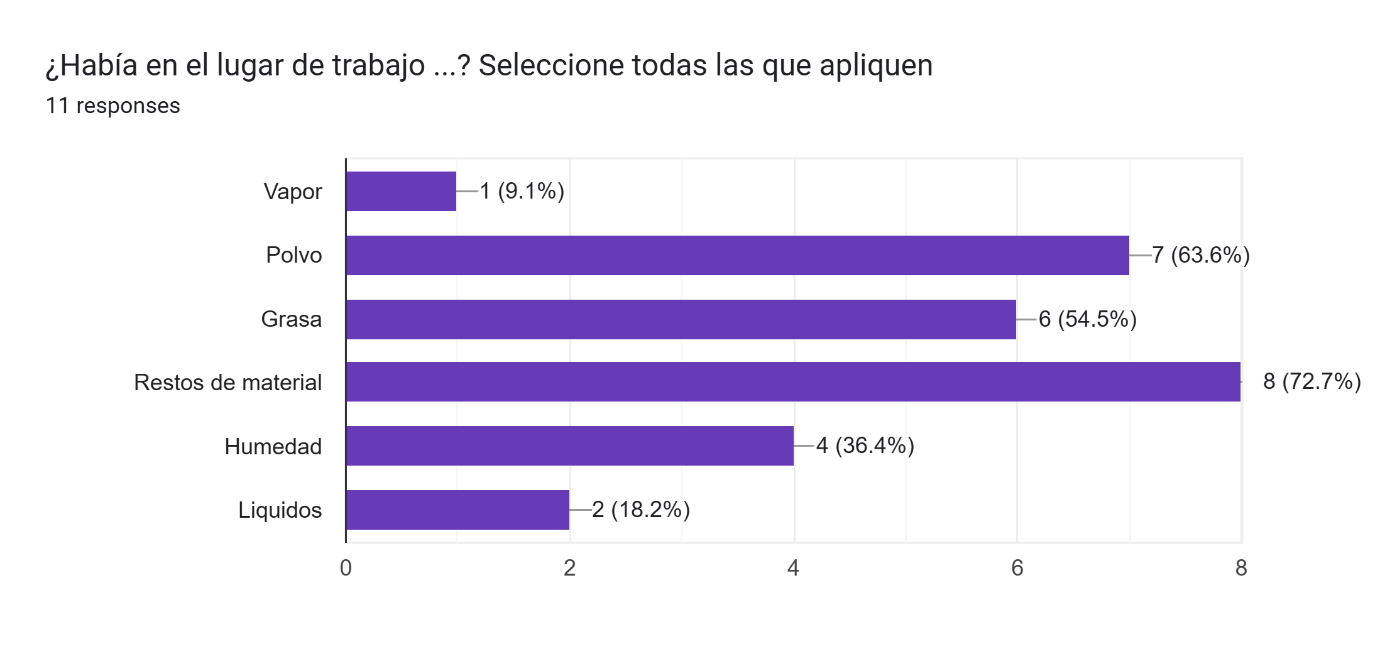 ¿Había en el lugar de trabajo ...? Seleccione todas las que apliquen
11 responses
Vapor 1 (9.1%)
Polvo 7 (63.6%)
Grasa 6 (54.5%)
Restos de material 8 (72.7%)
Humedad 4 (36.4%)
Liquidos 2 (18.2%)
0 2 4 6 8